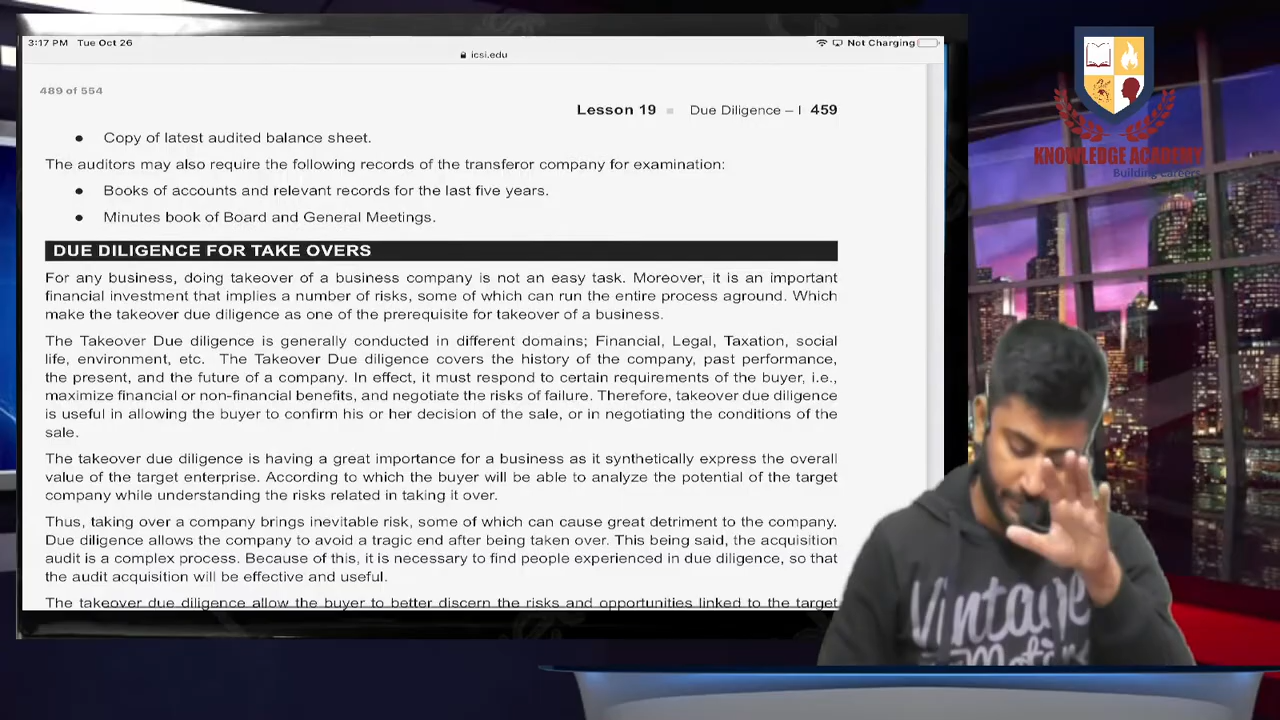 3:17 PM Tue Oct 26
Not Charging
icsi.edu
489 of 554
Lesson 19 Due Diligence – I 459
● Copy of latest audited balance sheet.
The auditors may also require the following records of the transferor company for examination:
● Books of accounts and relevant records for the last five years.
● Minutes book of Board and General Meetings.
DUE DILIGENCE FOR TAKE OVERS
For any business, doing takeover of a business company is not an easy task. Moreover, it is an important
financial investment that implies a number of risks, some of which can run the entire process aground. Which
make the takeover due diligence as one of the prerequisite for takeover of a business.
The Takeover Due diligence is generally conducted in different domains; Financial, Legal, Taxation, social
life, environment, etc. The Takeover Due diligence covers the history of the company, past performance,
the present, and the future of a company. In effect, it must respond to certain requirements of the buyer, i.e.,
maximize financial or non-financial benefits, and negotiate the risks of failure. Therefore, takeover due diligence
is useful in allowing the buyer to confirm his or her decision of the sale, or in negotiating the conditions of the
sale.
The takeover due diligence is having a great importance for a business as it synthetically express the overall
value of the target enterprise. According to which the buyer will be able to analyze the potential of the target
company while understanding the risks related in taking it over.
Thus, taking over a company brings inevitable risk, some of which can cause great detriment to the company.
Due diligence allows the company to avoid a tragic end after being taken over. This being said, the acquisition
audit is a complex process. Because of this, it is necessary to find people experienced in due diligence, so that
the audit acquisition will be effective and useful.
The takeover due diligence allow the buyer to better discern the risks and opportunities linked to the target
KNOWLEDGE ACADEMY
Building Careers
Vintage
Motors